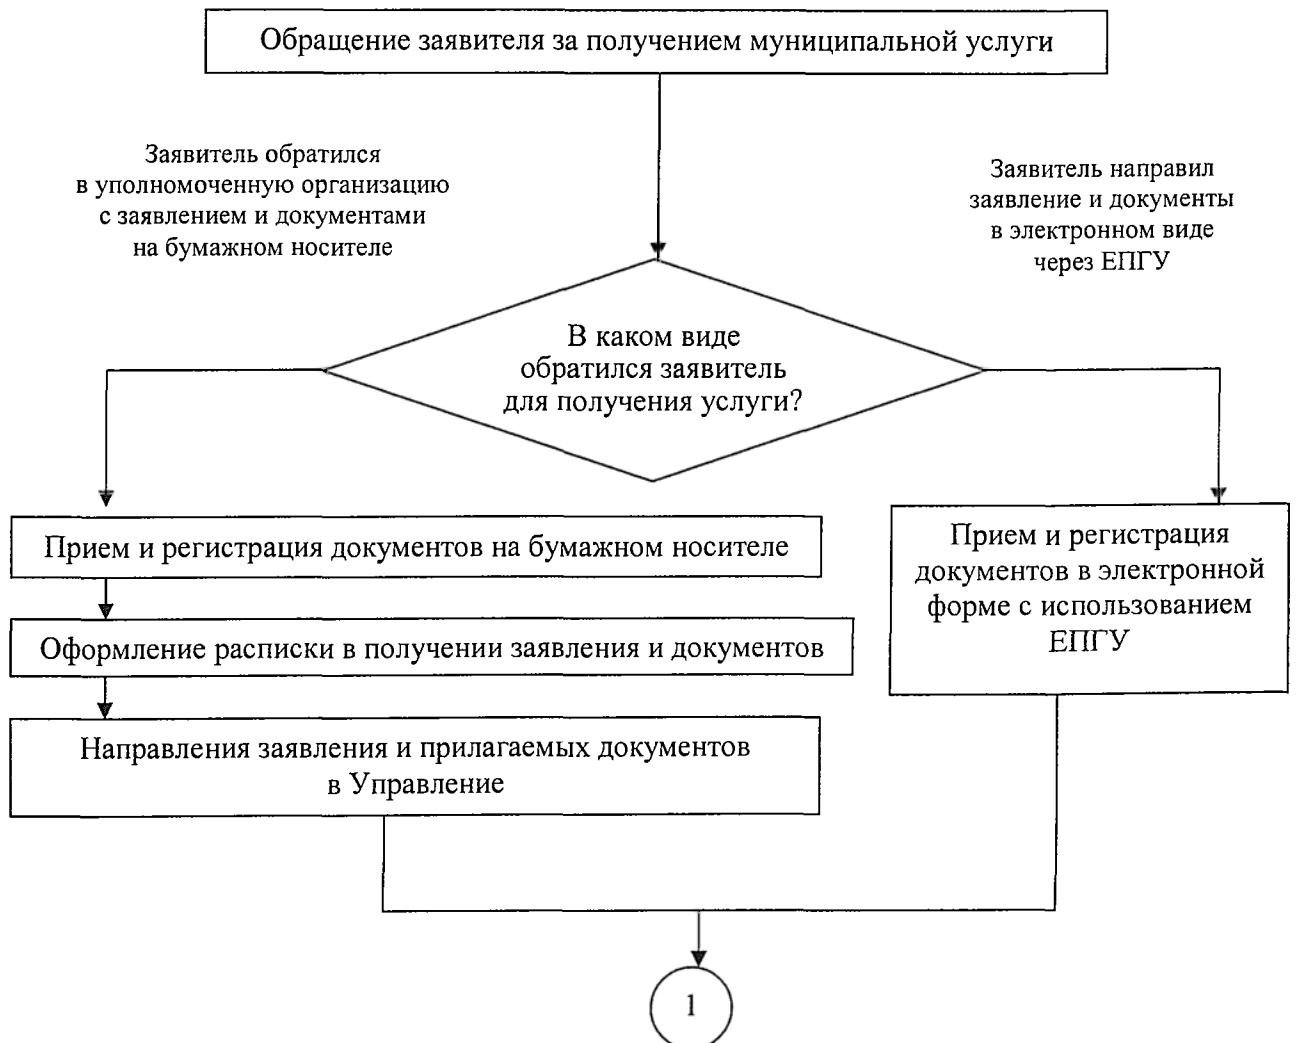 Обращение заявителя за получением муниципальной услуги
Заявитель обратился
в уполномоченную организацию
с заявлением и документами
на бумажном носителе
Заявитель направил
заявление и документы
в электронном виде
через ЕПГУ
В каком виде
обратился заявитель
для получения услуги?
Прием и регистрация документов на бумажном носителе
Оформление расписки в получении заявления и документов
Направления заявления и прилагаемых документов
в Управление
Прием и регистрация
документов в электронной
форме с использованием
ЕПГУ
1